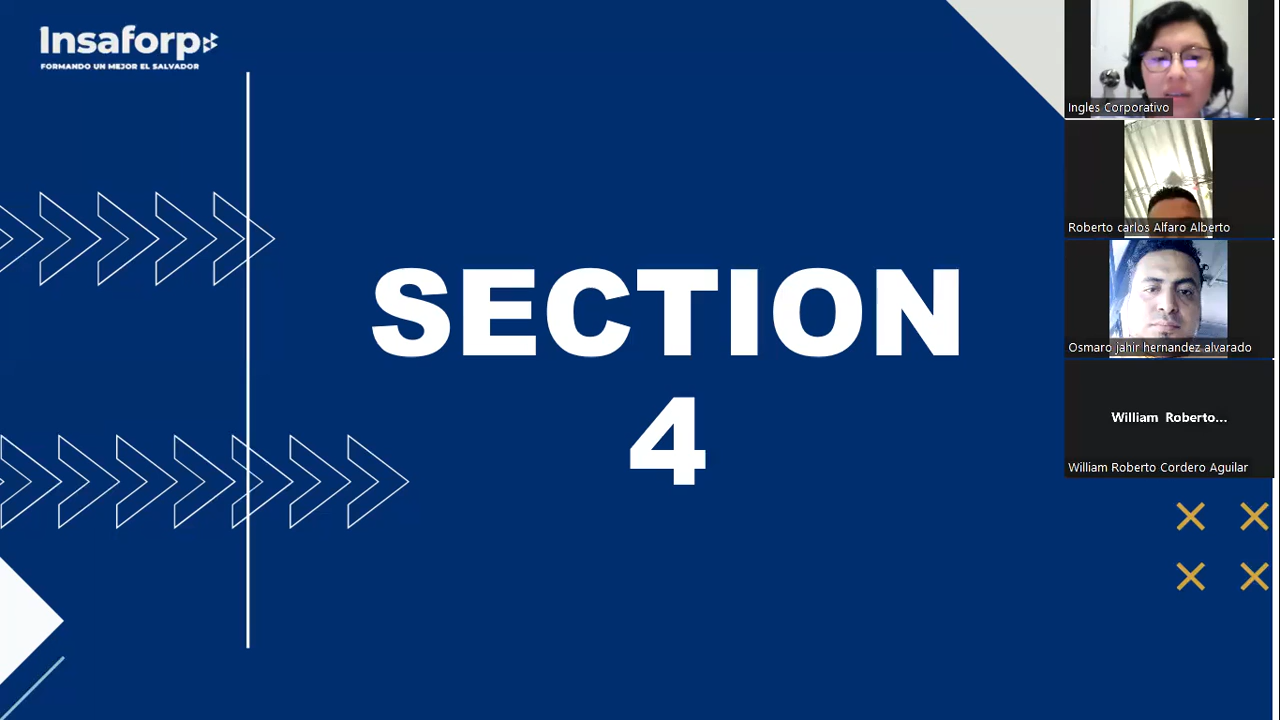 Insaforp
FORMANDO UN MEJOR EL SALVADOR
SECTION
4
Ingles Corporativo
Roberto carlos Alfaro Alberto
Osmaro jahir hernandez alvarado
William Roberto...
William Roberto Cordero Aguilar